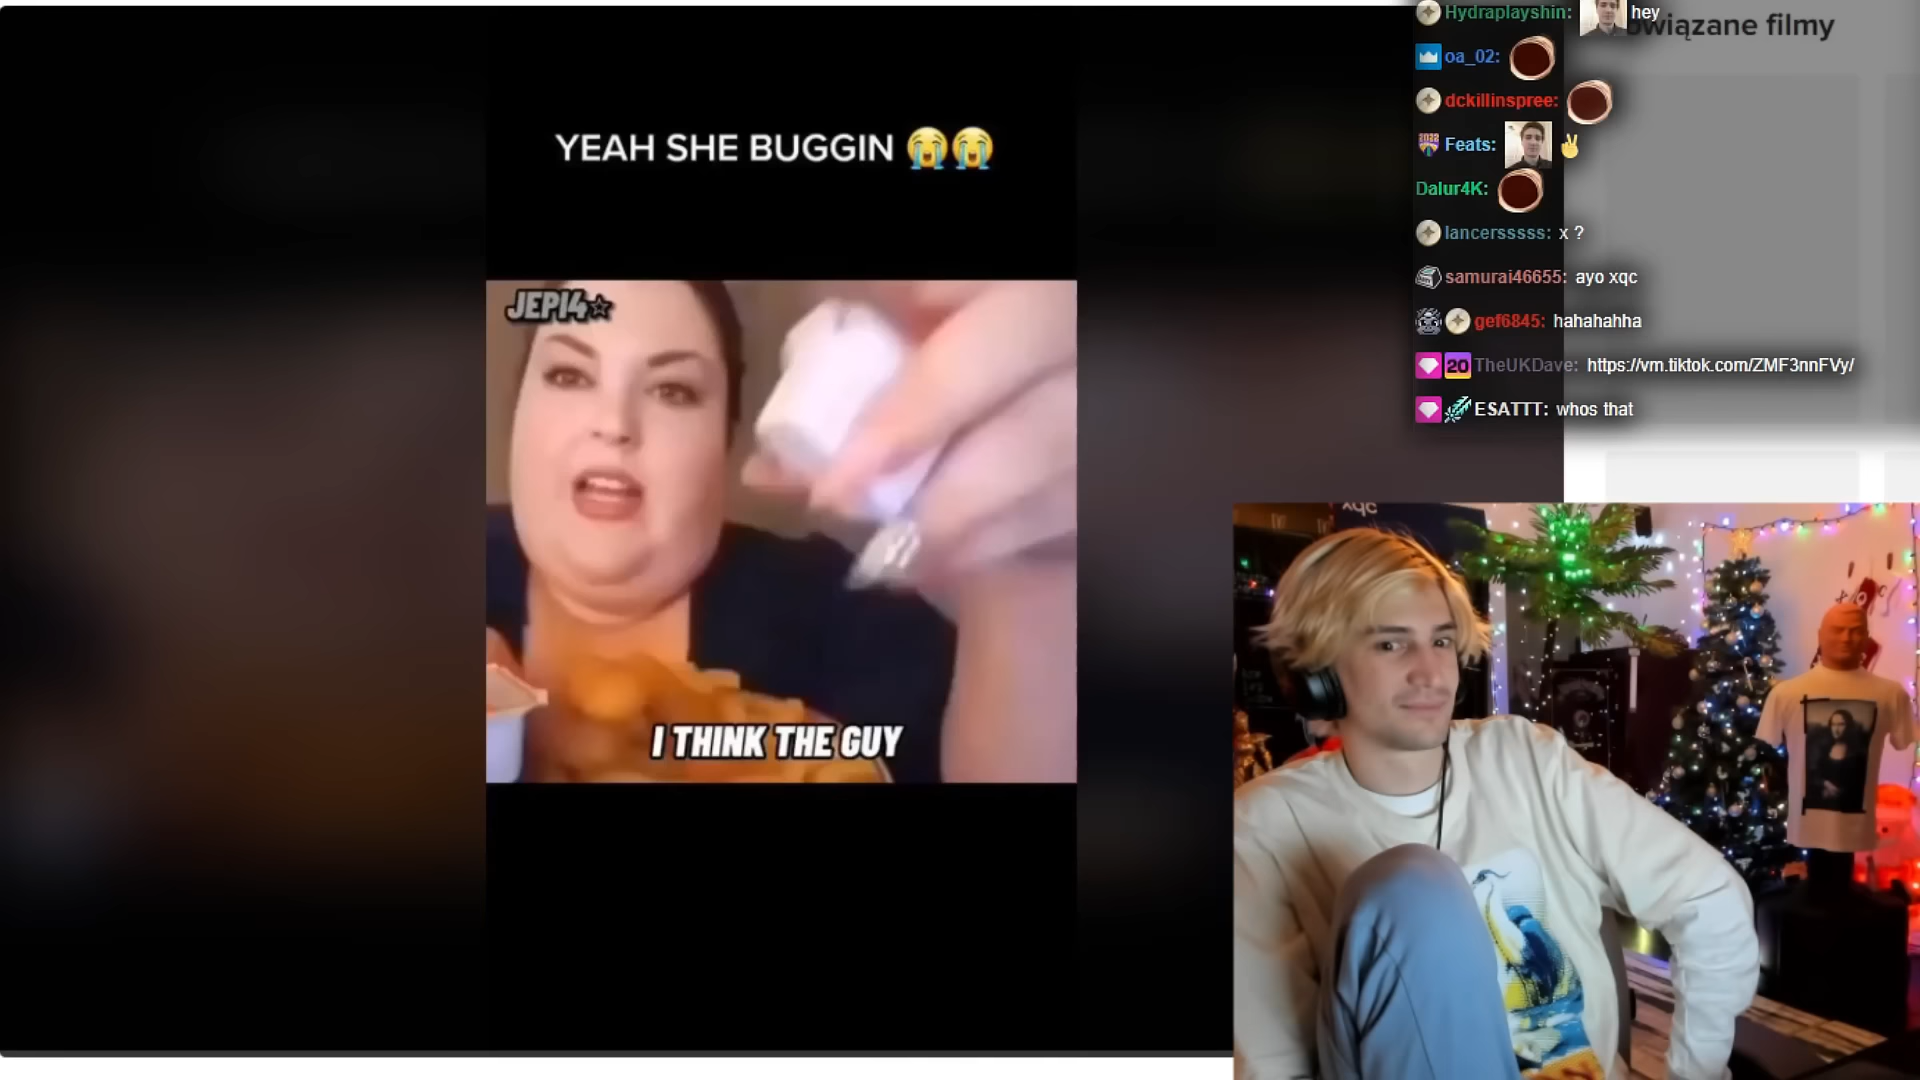 YEAH SHE BUGGIN 😭😭
JEPI4☆
I THINK THE GUY
Hydraplayshin: hey
wiązane filmy
oa_02:
dckillinspree:
Feats: ✌
Dalur4K:
lancersssss: x ?
samurai46655: ayo xqc
gef6845: hahahahha
20 TheUKDave: https://vm.tiktok.com/ZMF3nnFVy/
ESATTT: whos that
xqc